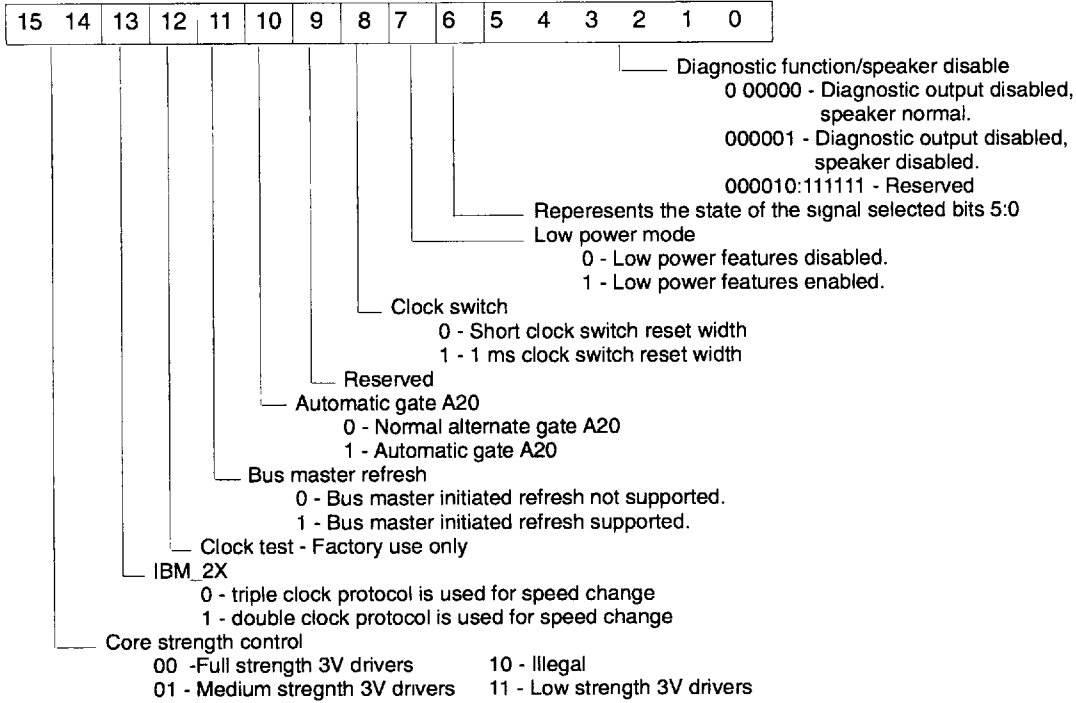 15 14 13 12 11 10 9 8 7 6 5 4 3 2 1 0
Diagnostic function/speaker disable
0 00000 - Diagnostic output disabled,
speaker normal.
000001 - Diagnostic output disabled,
speaker disabled.
000010:111111 - Reserved
Reperesents the state of the signal selected bits 5:0
Low power mode
0 - Low power features disabled.
1 - Low power features enabled.
Clock switch
0 - Short clock switch reset width
1 - 1 ms clock switch reset width
Reserved
Automatic gate A20
0 - Normal alternate gate A20
1 - Automatic gate A20
Bus master refresh
0 - Bus master initiated refresh not supported.
1 - Bus master initiated refresh supported.
Clock test - Factory use only
IBM_2X
0 - triple clock protocol is used for speed change
1 - double clock protocol is used for speed change
Core strength control
00 -Full strength 3V drivers 10 - Illegal
01 - Medium stregnth 3V drivers 11 - Low strength 3V drivers